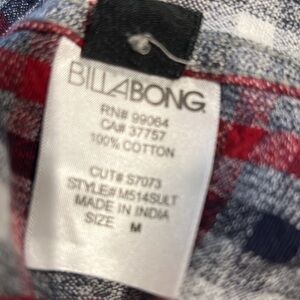 BILLABONG
RN# 99064
CA# 37757
100% COTTON
CUT# S7073
STYLE# M514SULT
MADE IN INDIA
SIZE M